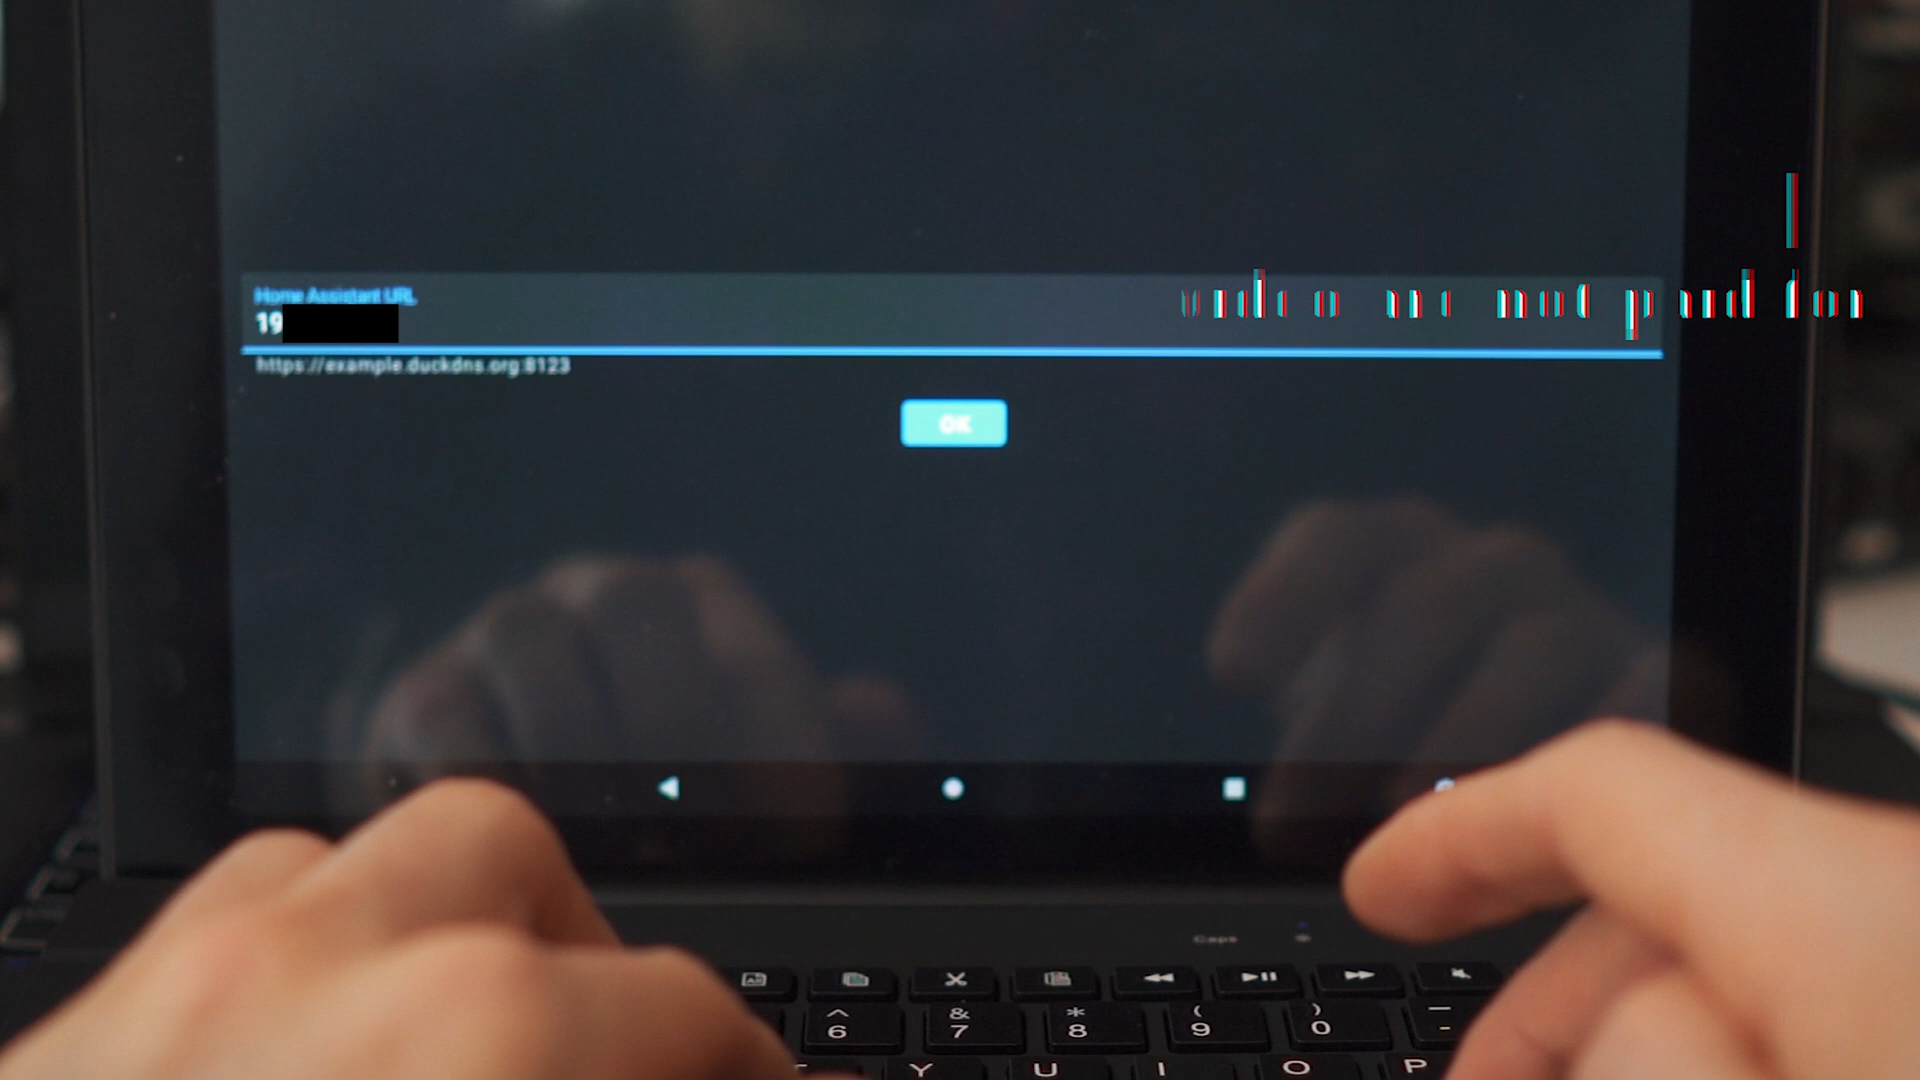 Home Assistant URL
19
https://example.duckdns.org:8123
OK
Caps
^ & * ( ) _
6 7 8 9 0 -
Y U I O P